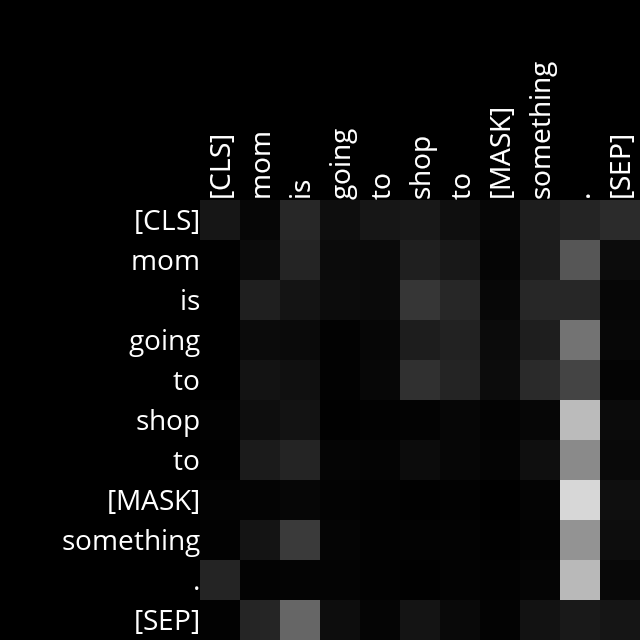 [CLS] mom is going to shop to [MASK] something . [SEP]
[CLS]
mom
is
going
to
shop
to
[MASK]
something
.
[SEP]